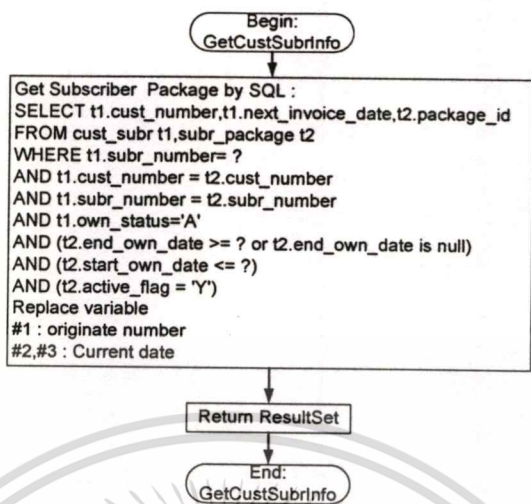 Begin:
GetCustSubrInfo
Get Subscriber Package by SQL :
SELECT t1.cust_number,t1.next_invoice_date,t2.package_id
FROM cust_subr t1,subr_package t2
WHERE t1.subr_number= ?
AND t1.cust_number = t2.cust_number
AND t1.subr_number = t2.subr_number
AND t1.own_status='A'
AND (t2.end_own_date >= ? or t2.end_own_date is null)
AND (t2.start_own_date <= ?)
AND (t2.active_flag = 'Y')
Replace variable
#1 : originate number
#2,#3 : Current date
Return ResultSet
End:
GetCustSubrInfo